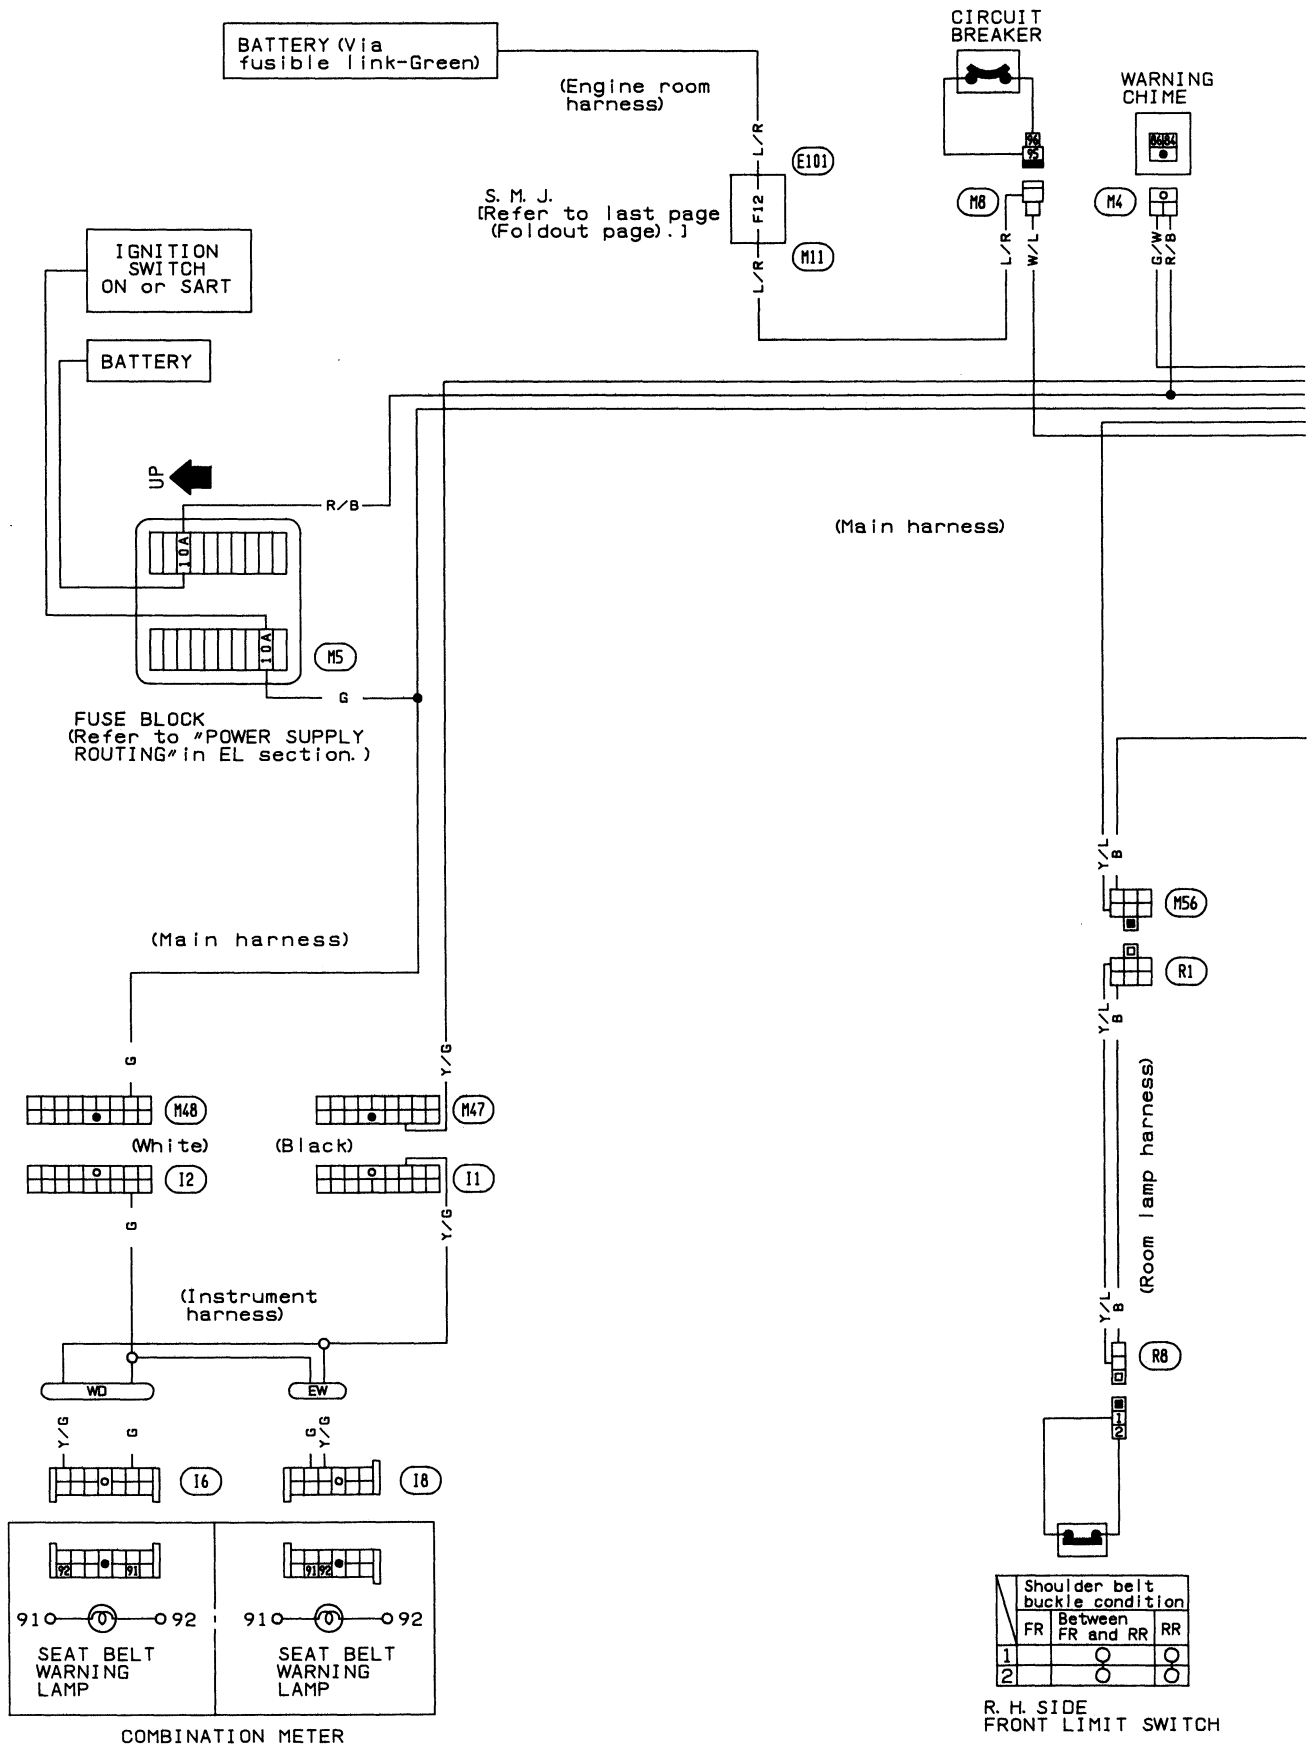 CIRCUIT
BREAKER
BATTERY (Via
fusible link-Green)
(Engine room
harness)
WARNING
CHIME
L/R
96
95
86 84
E101
S. M. J.
[Refer to last page
(Foldout page).]
F12
M8
M4
M11
L/R
L/R
W/L
G/W
R/B
IGNITION
SWITCH
ON or SART
BATTERY
UP
R/B
(Main harness)
10A
10A
M5
G
FUSE BLOCK
(Refer to "POWER SUPPLY
ROUTING" in EL section.)
Y/L
B
M56
(Main harness)
R1
Y/L
B
G
Y/G
M48
M47
(White)
(Black)
I2
I1
G
Y/G
(Room lamp harness)
(Instrument
harness)
Y/L
B
R8
WD
EW
1
2
Y/G
G
G
Y/G
I6
I8
92
91
91 92
91
92
91
92
SEAT BELT
WARNING
LAMP
SEAT BELT
WARNING
LAMP
COMBINATION METER
Shoulder belt
buckle condition
FR
Between
FR and RR
RR
1
2
R. H. SIDE
FRONT LIMIT SWITCH